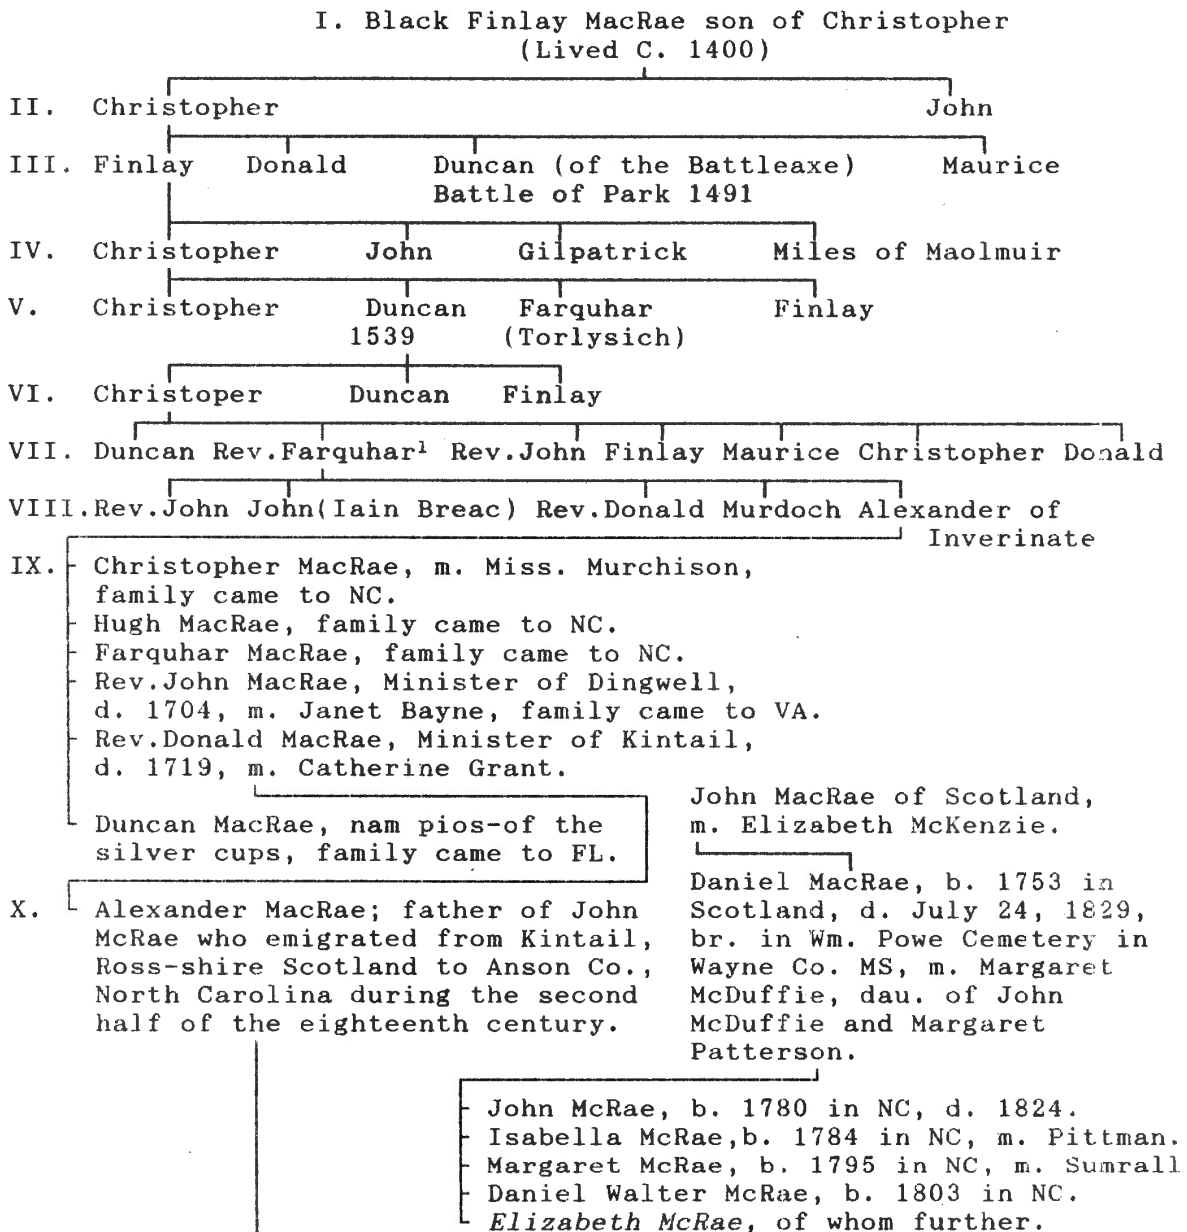 I. Black Finlay MacRae son of Christopher
(Lived C. 1400)
II. Christopher John
III. Finlay Donald Duncan (of the Battleaxe) Maurice
Battle of Park 1491
IV. Christopher John Gilpatrick Miles of Maolmuir
V. Christopher Duncan Farquhar Finlay
1539 (Torlysich)
VI. Christoper Duncan Finlay
VII. Duncan Rev.Farquhar¹ Rev.John Finlay Maurice Christopher Donald
VIII.Rev.John John(Iain Breac) Rev.Donald Murdoch Alexander of
Inverinate
IX. Christopher MacRae, m. Miss. Murchison,
family came to NC.
Hugh MacRae, family came to NC.
Farquhar MacRae, family came to NC.
Rev.John MacRae, Minister of Dingwell,
d. 1704, m. Janet Bayne, family came to VA.
Rev.Donald MacRae, Minister of Kintail,
d. 1719, m. Catherine Grant.
Duncan MacRae, nam pios-of the
silver cups, family came to FL.
X. Alexander MacRae; father of John
McRae who emigrated from Kintail,
Ross-shire Scotland to Anson Co.,
North Carolina during the second
half of the eighteenth century.
John MacRae of Scotland,
m. Elizabeth McKenzie.
Daniel MacRae, b. 1753 in
Scotland, d. July 24, 1829,
br. in Wm. Powe Cemetery in
Wayne Co. MS, m. Margaret
McDuffie, dau. of John
McDuffie and Margaret
Patterson.
John McRae, b. 1780 in NC, d. 1824.
Isabella McRae,b. 1784 in NC, m. Pittman.
Margaret McRae, b. 1795 in NC, m. Sumrall
Daniel Walter McRae, b. 1803 in NC.
Elizabeth McRae, of whom further.